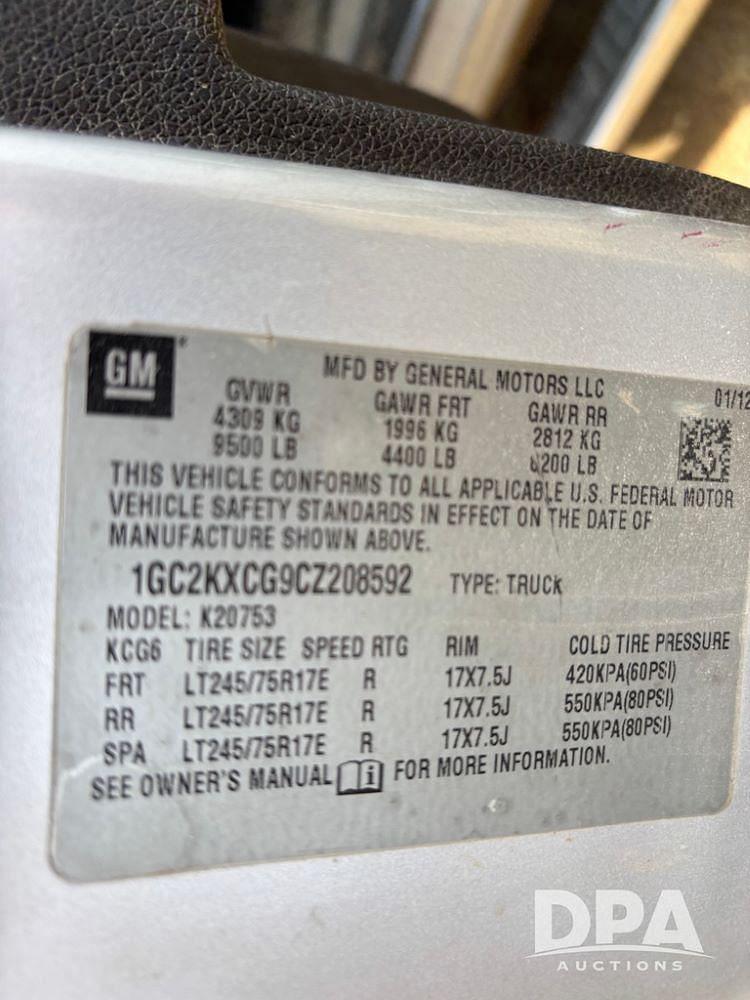 GM
MFD BY GENERAL MOTORS LLC
01/12
GVWR GAWR FRT GAWR RR
4309 KG 1996 KG 2812 KG
9500 LB 4400 LB 6200 LB
THIS VEHICLE CONFORMS TO ALL APPLICABLE U.S. FEDERAL MOTOR
VEHICLE SAFETY STANDARDS IN EFFECT ON THE DATE OF
MANUFACTURE SHOWN ABOVE.
1GC2KXCG9CZ208592 TYPE: TRUCK
MODEL: K20753
KCG6 TIRE SIZE SPEED RTG RIM COLD TIRE PRESSURE
FRT LT245/75R17E R 17X7.5J 420KPA(60PSI)
RR LT245/75R17E R 17X7.5J 550KPA(80PSI)
SPA LT245/75R17E R 17X7.5J 550KPA(80PSI)
SEE OWNER'S MANUAL i FOR MORE INFORMATION.
DPA
AUCTIONS